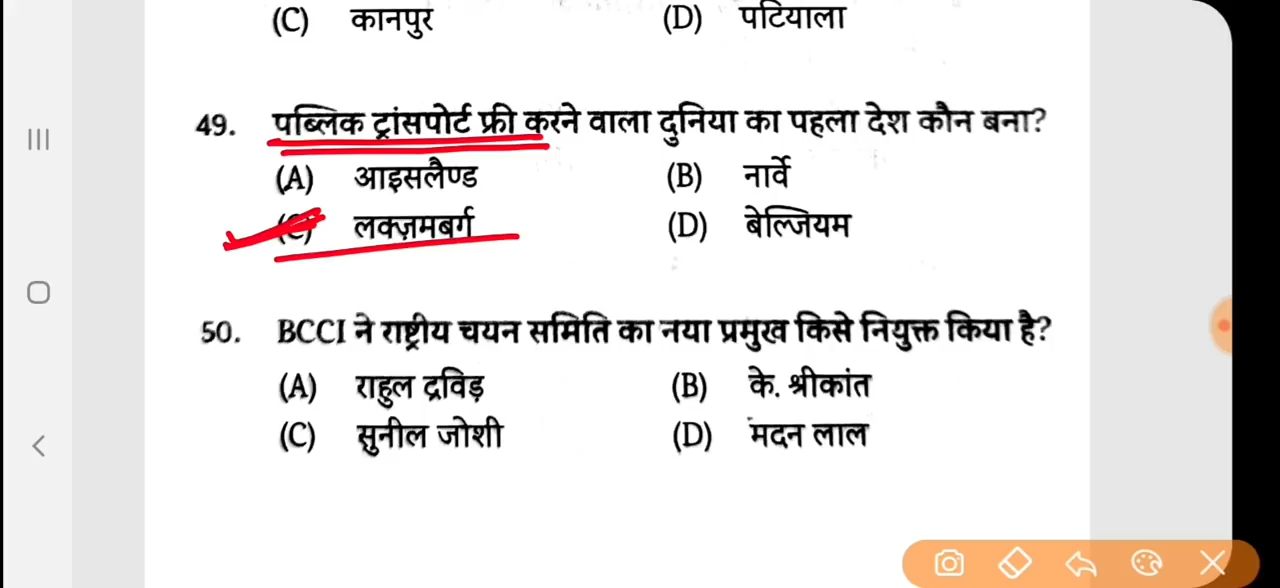 (C) कानपुर (D) पटियाला
49. पब्लिक ट्रांसपोर्ट फ्री करने वाला दुनिया का पहला देश कौन बना?
(A) आइसलैण्ड (B) नार्वे
(C) लक्ज़मबर्ग (D) बेल्जियम
50. BCCI ने राष्ट्रीय चयन समिति का नया प्रमुख किसे नियुक्त किया है?
(A) राहुल द्रविड़ (B) के. श्रीकांत
(C) सुनील जोशी (D) मदन लाल